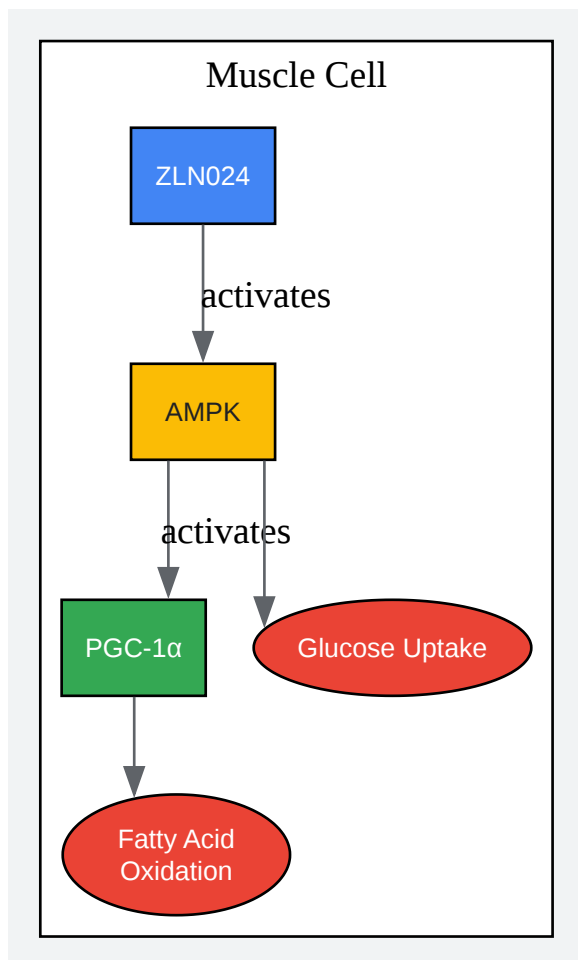 Muscle Cell
ZLN024
activates
AMPK
activates
PGC-1α
Glucose Uptake
Fatty Acid
Oxidation